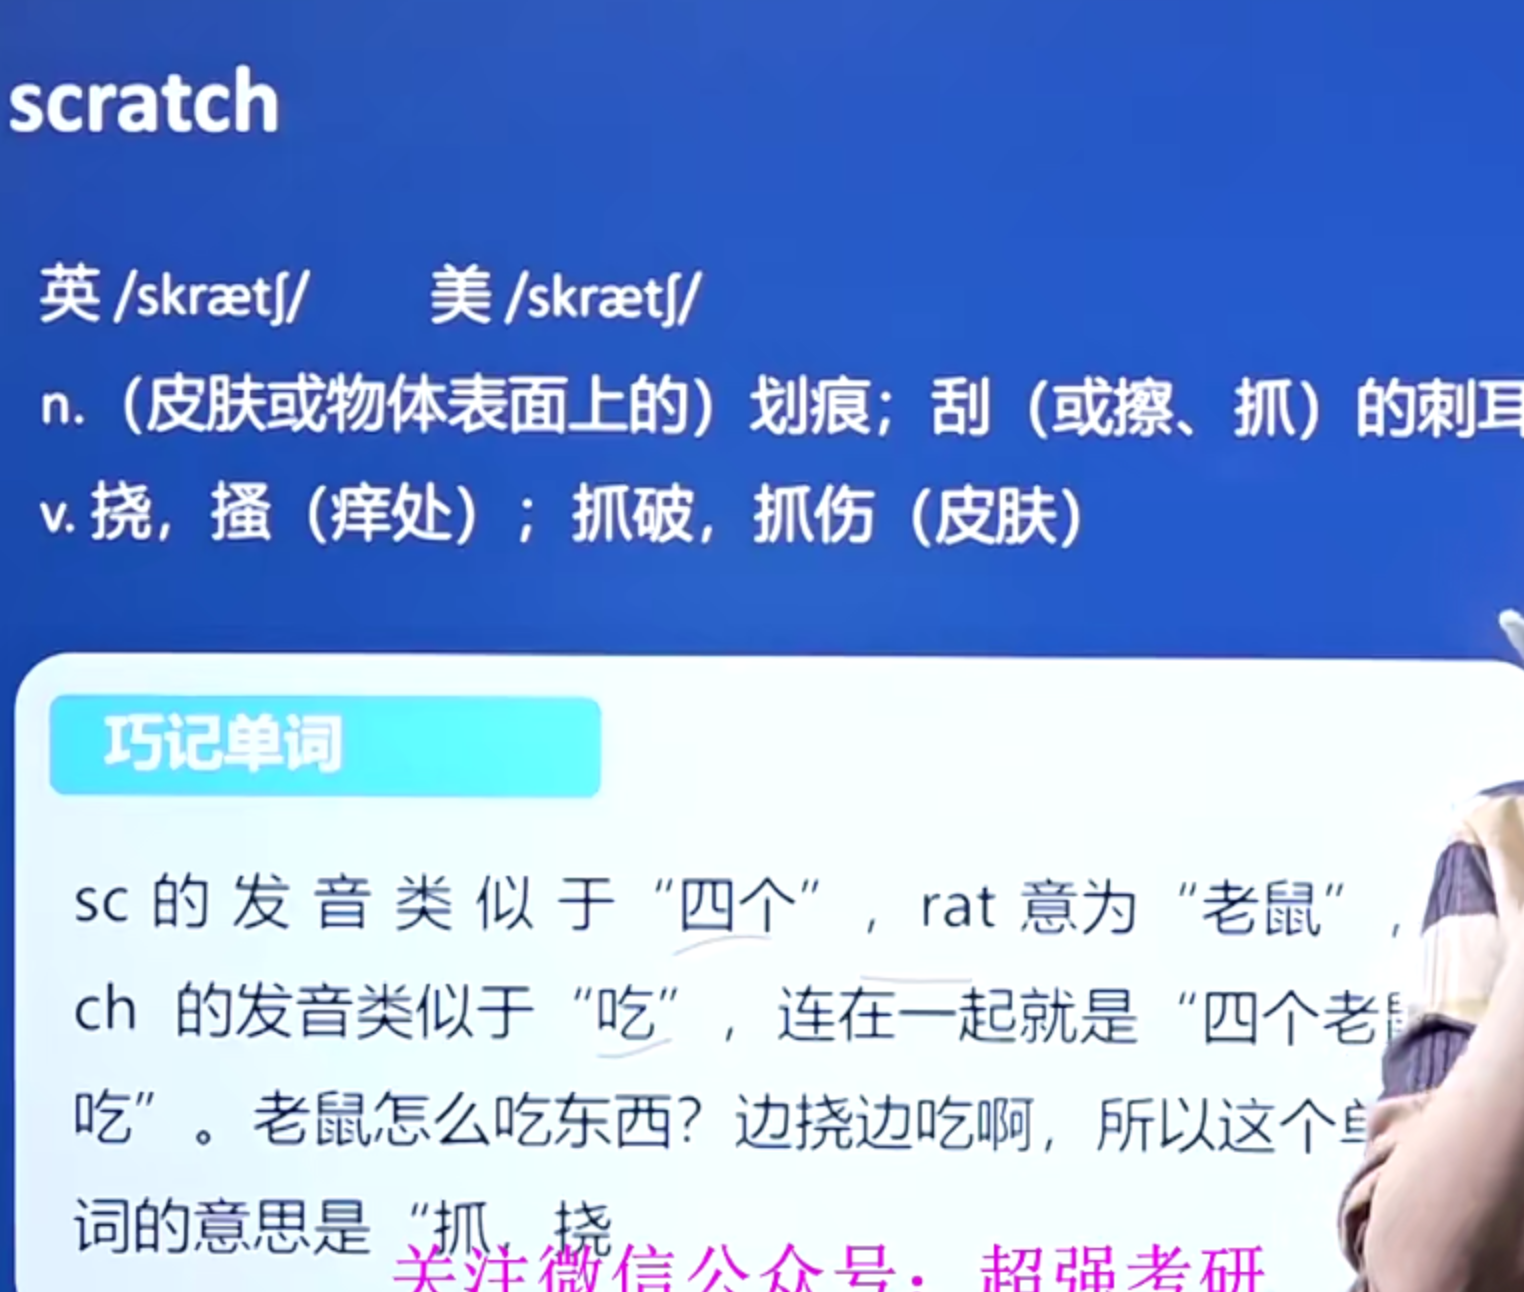 scratch
英 /skrætʃ/ 美 /skrætʃ/
n.（皮肤或物体表面上的）划痕；刮（或擦、抓）的刺耳
v. 挠，搔（痒处）；抓破，抓伤（皮肤）
巧记单词
sc 的发音类似于“四个”，rat 意为“老鼠”，
ch 的发音类似于“吃”，连在一起就是“四个老
吃”。老鼠怎么吃东西？边挠边吃啊，所以这个单
词的意思是“抓、挠
关注微信公众号：超强考研